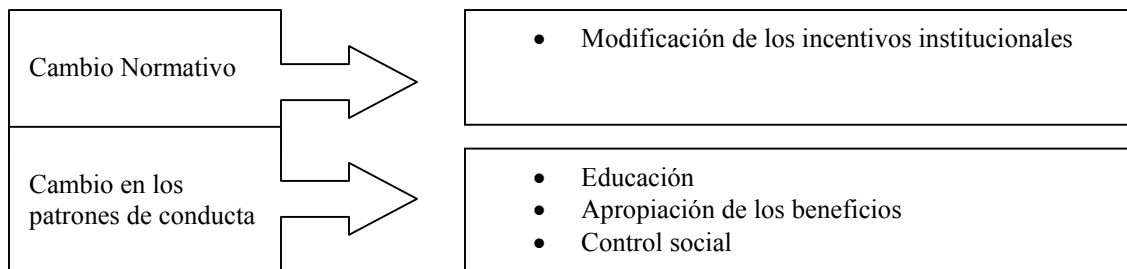 Cambio Normativo
• Modificación de los incentivos institucionales
Cambio en los
patrones de conducta
• Educación
• Apropiación de los beneficios
• Control social